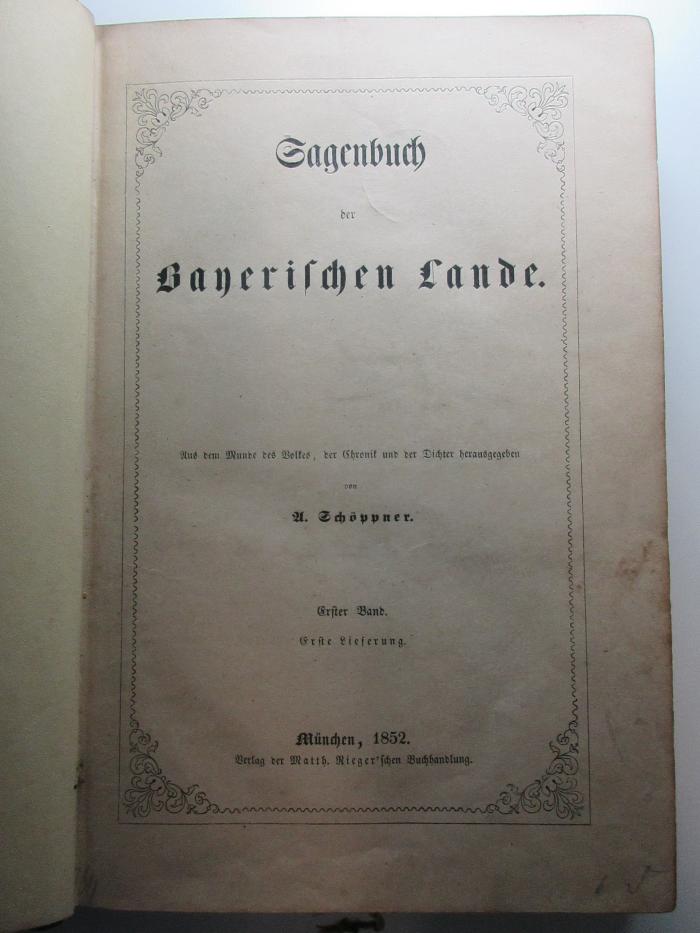 Sagenbuch
der
Bayerischen Lande.
Aus dem Munde des Volkes, der Chronik und der Dichter herausgegeben
von
A. Schöppner.
Erster Band.
Erste Lieferung.
München, 1852.
Verlag der Matth. Rieger'schen Buchhandlung.